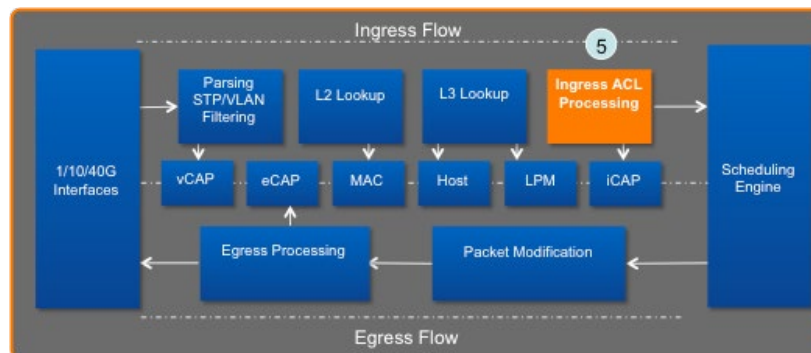 Ingress Flow
5
1/10/40G
Interfaces
Parsing
STP/VLAN
Filtering
L2 Lookup
L3 Lookup
Ingress ACL
Processing
Scheduling
Engine
vCAP
eCAP
MAC
Host
LPM
iCAP
Egress Processing
Packet Modification
Egress Flow